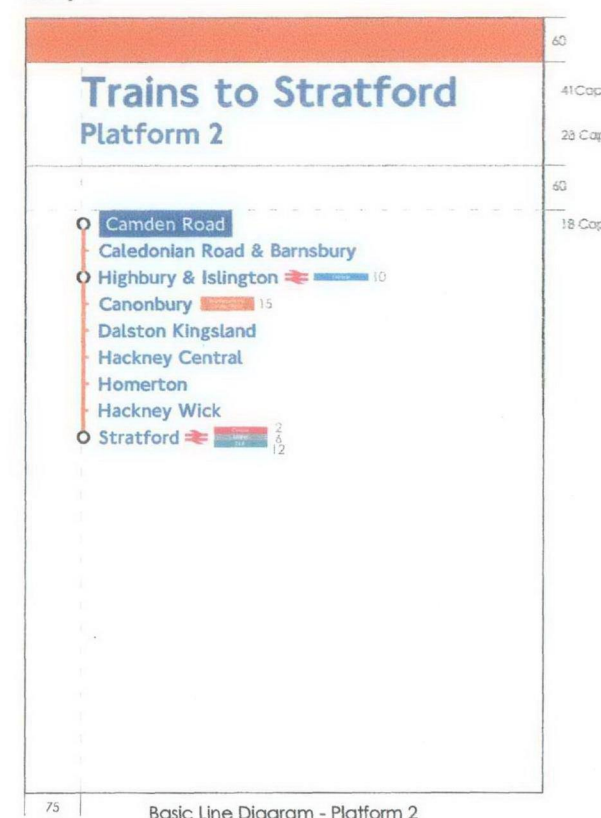 60
Trains to Stratford
41 Cap
Platform 2
28 Cap
60
Camden Road
18 Cap
Caledonian Road & Barnsbury
Highbury & Islington 10
Canonbury 15
Dalston Kingsland
Hackney Central
Homerton
Hackney Wick
Stratford 2
6
12
75
Basic Line Diagram - Platform 2